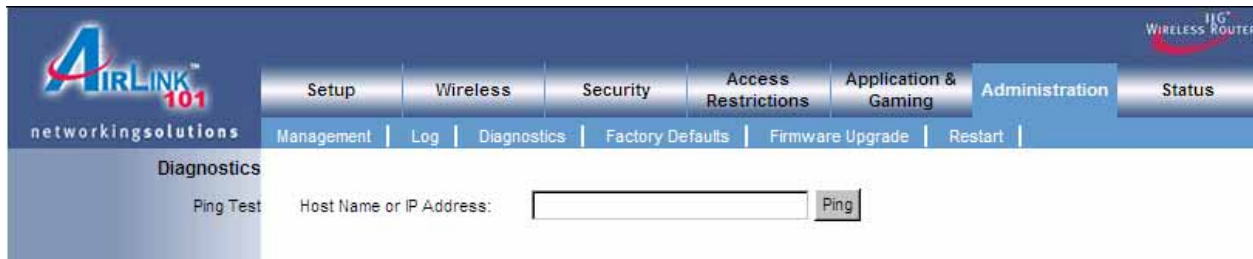 11G+
WIRELESS ROUTER
AIRLINK™
101
networkingsolutions
Setup
Wireless
Security
Access
Restrictions
Application &
Gaming
Administration
Status
Management | Log | Diagnostics | Factory Defaults | Firmware Upgrade | Restart |
Diagnostics
Ping Test
Host Name or IP Address:
Ping